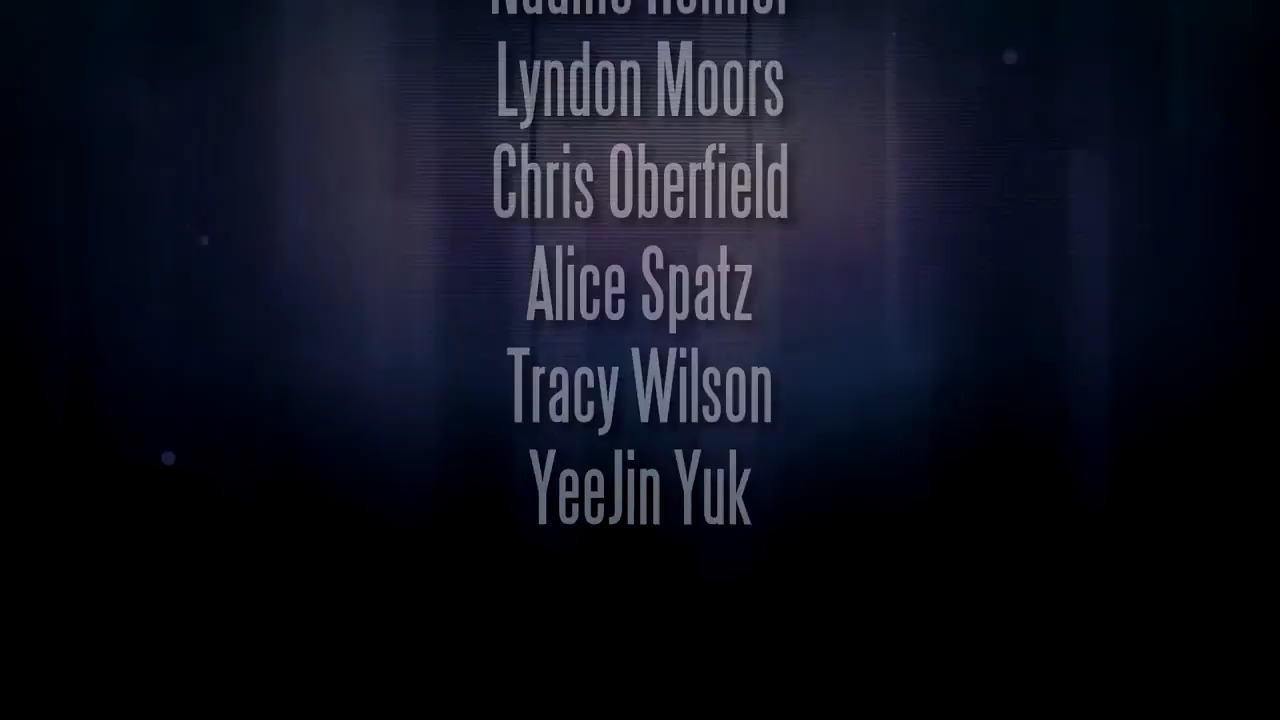 Lyndon Moors
Chris Oberfield
Alice Spatz
Tracy Wilson
YeeJin Yuk